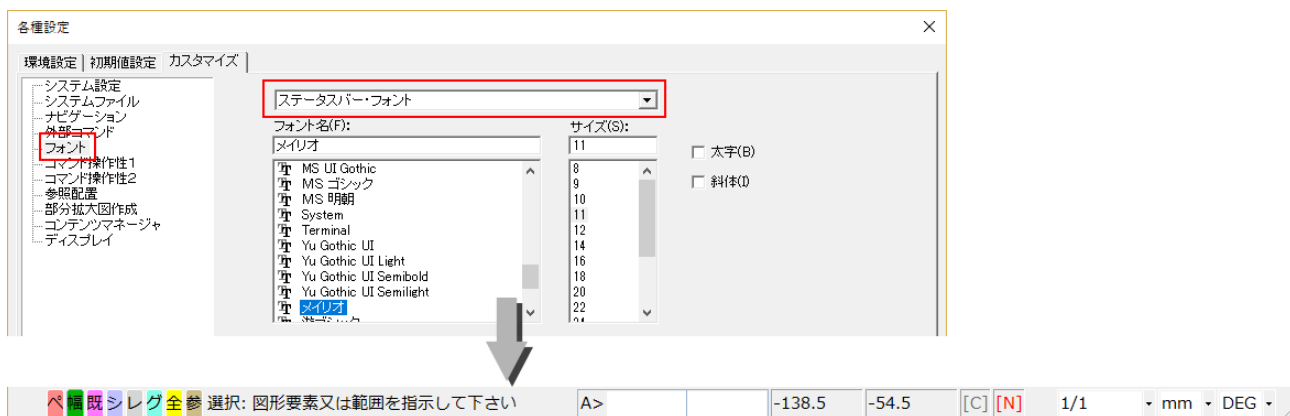 各種設定
環境設定 初期値設定 カスタマイズ
システム設定
システムファイル
ナビゲーション
外部コマンド
フォント
コマンド操作性1
コマンド操作性2
参照配置
部分拡大図作成
コンテンツマネージャ
ディスプレイ
ステータスバー・フォント
フォント名(F):
メイリオ
MS UI Gothic
MS ゴシック
MS 明朝
System
Terminal
Yu Gothic UI
Yu Gothic UI Light
Yu Gothic UI Semibold
Yu Gothic UI Semilight
メイリオ
サイズ(S):
11
8
9
10
11
12
14
16
18
20
22
太字(B)
斜体(I)
ペ 幅 既 シ レ グ 全 参 選択: 図形要素又は範囲を指示して下さい A> -138.5 -54.5 [C] [N] 1/1 mm DEG